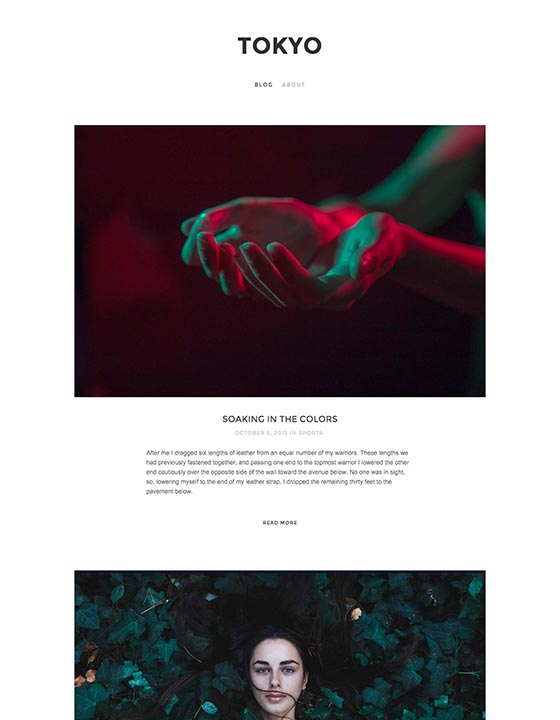 TOKYO
BLOG ABOUT
SOAKING IN THE COLORS
OCTOBER 6, 2015 IN SPORTS
After me I dragged six lengths of leather from an equal number of my warriors. These lengths we
had previously fastened together, and passing one end to the topmost warrior I lowered the other
end cautiously over the opposite side of the wall toward the avenue below. No one was in sight,
so, lowering myself to the end of my leather strap, I dropped the remaining thirty feet to the
pavement below.
READ MORE